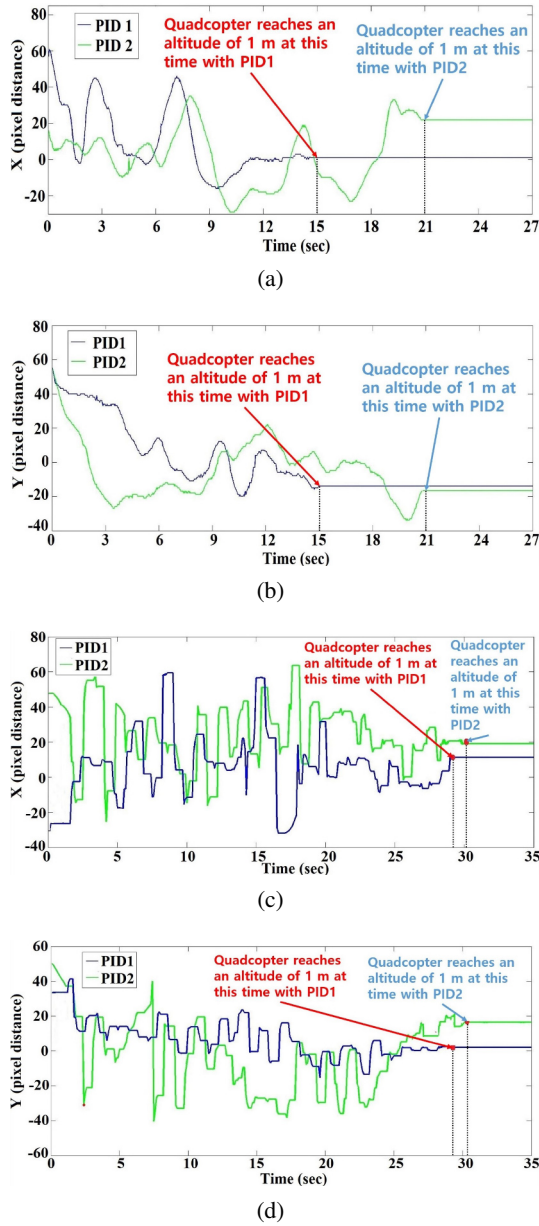 80
60
40
20
0
-20
X (pixel distance)
PID 1
PID 2
Quadcopter reaches an
altitude of 1 m at this
time with PID1
Quadcopter reaches an
altitude of 1 m at this
time with PID2
0 3 6 9 12 15 18 21 24 27
Time (sec)
(a)
80
60
40
20
0
-20
-40
Y (pixel distance)
PID1
PID2
Quadcopter reaches
an altitude of 1 m at
this time with PID1
Quadcopter reaches
an altitude of 1 m at
this time with PID2
0 3 6 9 12 15 18 21 24 27
Time (sec)
(b)
80
60
40
20
0
-20
-40
X (pixel distance)
PID1
PID2
Quadcopter reaches
an altitude of 1 m at
this time with PID1
Quadcopter
reaches an
altitude of
1 m at this
time with
PID2
0 5 10 15 20 25 30 35
Time (sec)
(c)
60
40
20
0
-20
-40
-60
Y (pixel distance)
PID1
PID2
Quadcopter reaches
an altitude of 1 m at
this time with PID1
Quadcopter reaches an
altitude of 1 m at this
time with PID2
0 5 10 15 20 25 30 35
Time (sec)
(d)